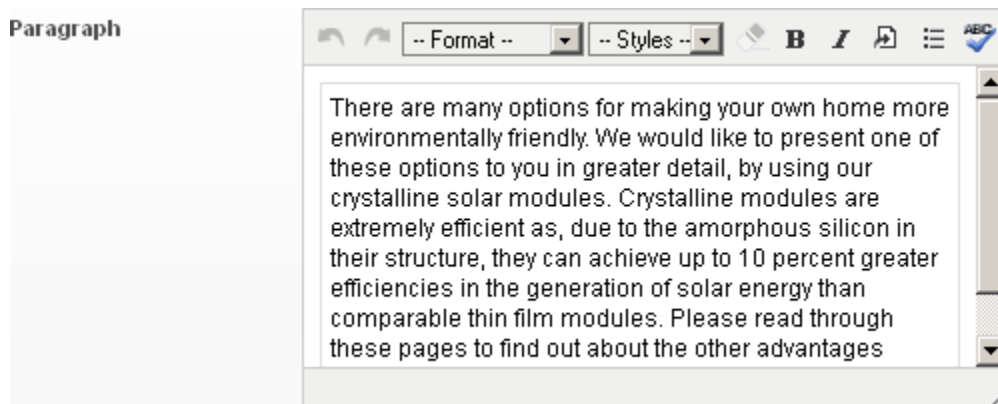 Paragraph
-- Format --
-- Styles --
B
I
ABC
There are many options for making your own home more
environmentally friendly. We would like to present one of
these options to you in greater detail, by using our
crystalline solar modules. Crystalline modules are
extremely efficient as, due to the amorphous silicon in
their structure, they can achieve up to 10 percent greater
efficiencies in the generation of solar energy than
comparable thin film modules. Please read through
these pages to find out about the other advantages